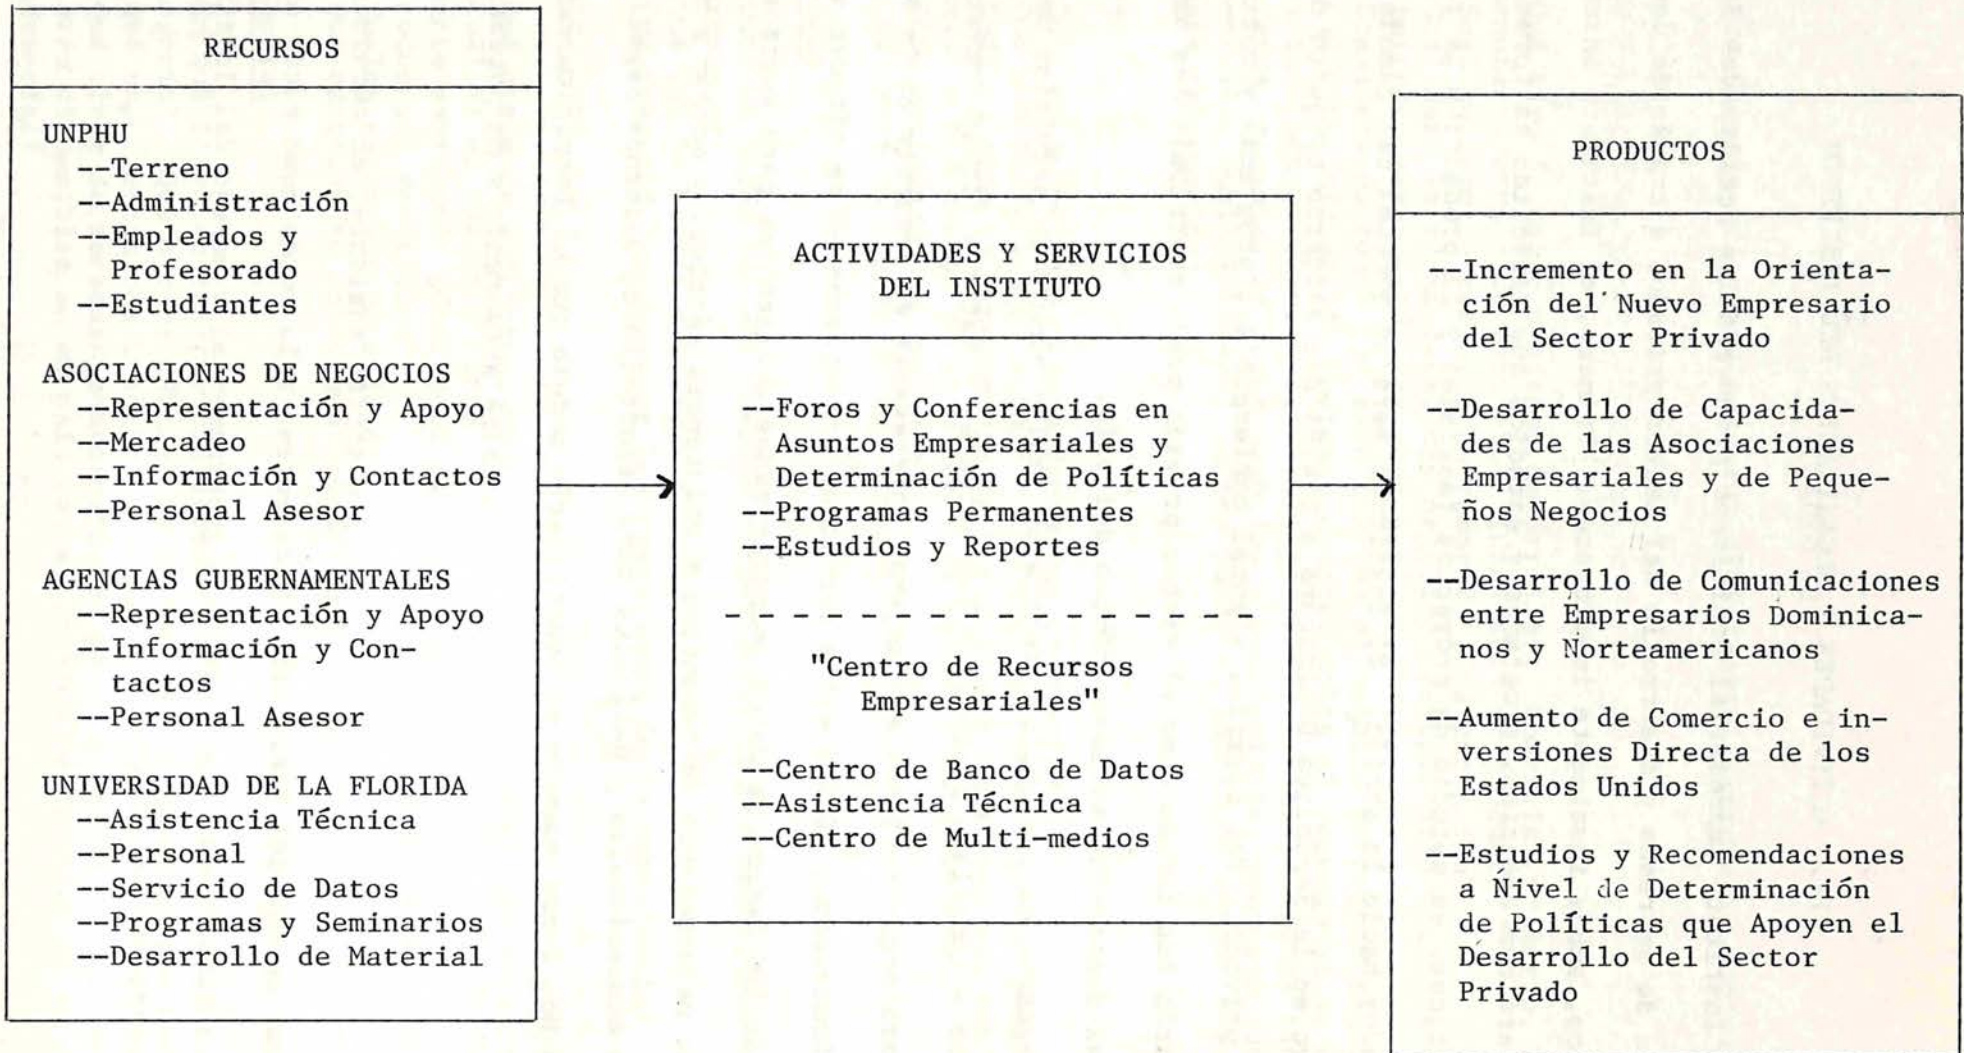 RECURSOS
UNPHU
--Terreno
--Administración
--Empleados y
Profesorado
--Estudiantes
ASOCIACIONES DE NEGOCIOS
--Representación y Apoyo
--Mercadeo
--Información y Contactos
--Personal Asesor
AGENCIAS GUBERNAMENTALES
--Representación y Apoyo
--Información y Con-
tactos
--Personal Asesor
UNIVERSIDAD DE LA FLORIDA
--Asistencia Técnica
--Personal
--Servicio de Datos
--Programas y Seminarios
--Desarrollo de Material
ACTIVIDADES Y SERVICIOS
DEL INSTITUTO
--Foros y Conferencias en
Asuntos Empresariales y
Determinación de Políticas
--Programas Permanentes
--Estudios y Reportes
"Centro de Recursos
Empresariales"
--Centro de Banco de Datos
--Asistencia Técnica
--Centro de Multi-medios
PRODUCTOS
--Incremento en la Orienta-
ción del Nuevo Empresario
del Sector Privado
--Desarrollo de Capacida-
des de las Asociaciones
Empresariales y de Peque-
ños Negocios
--Desarrollo de Comunicaciones
entre Empresarios Dominica-
nos y Norteamericanos
--Aumento de Comercio e in-
versiones Directa de los
Estados Unidos
--Estudios y Recomendaciones
a Nivel de Determinación
de Políticas que Apoyen el
Desarrollo del Sector
Privado